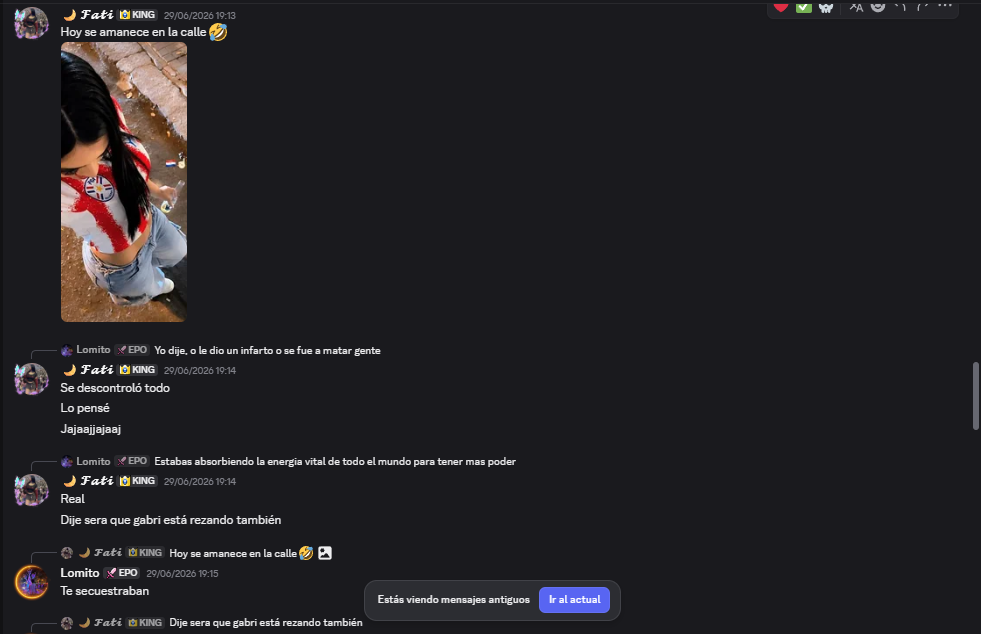 🌙 𝓕𝓪𝓽𝓲 KING 29/06/2026 19:13
Hoy se amanece en la calle 🤣
Lomito EPO Yo dije, o le dio un infarto o se fue a matar gente
🌙 𝓕𝓪𝓽𝓲 KING 29/06/2026 19:14
Se descontroló todo
Lo pensé
Jajaajjajaaj
Lomito EPO Estabas absorbiendo la energia vital de todo el mundo para tener mas poder
🌙 𝓕𝓪𝓽𝓲 KING 29/06/2026 19:14
Real
Dije sera que gabri está rezando también
🌙 𝓕𝓪𝓽𝓲 KING Hoy se amanece en la calle 🤣
Lomito EPO 29/06/2026 19:15
Te secuestraban
Estás viendo mensajes antiguos Ir al actual
🌙 𝓕𝓪𝓽𝓲 KING Dije sera que gabri está rezando también